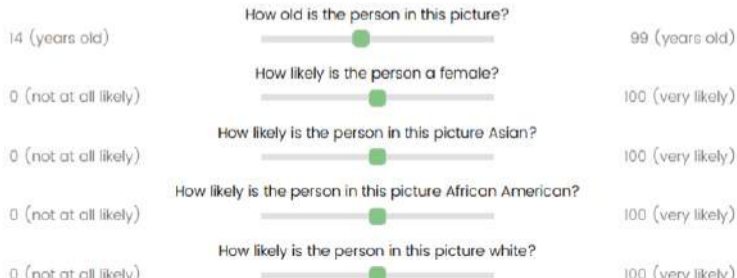 How old is the person in this picture?
14 (years old) 99 (years old)
How likely is the person a female?
0 (not at all likely) 100 (very likely)
How likely is the person in this picture Asian?
0 (not at all likely) 100 (very likely)
How likely is the person in this picture African American?
0 (not at all likely) 100 (very likely)
How likely is the person in this picture white?
0 (not at all likely) 100 (very likely)